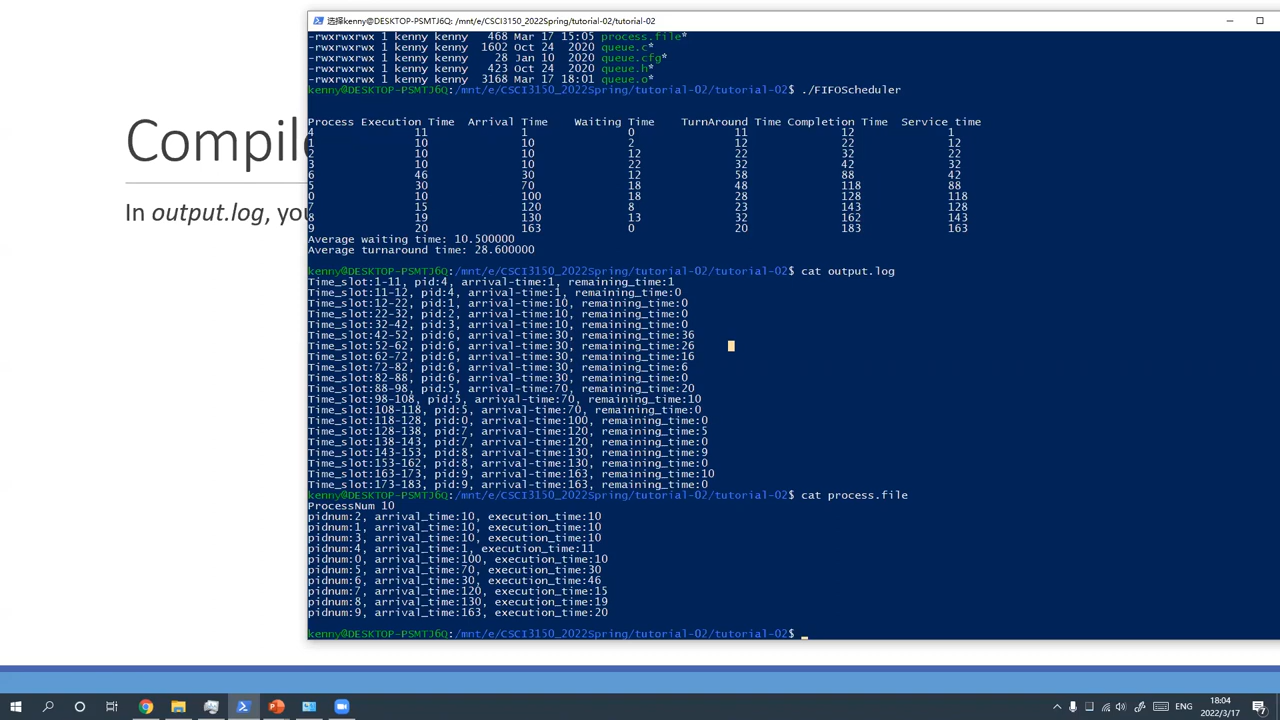 选择kenny@DESKTOP-PSMTJ6Q: /mnt/e/CSCI3150_2022Spring/tutorial-02/tutorial-02
-rwxrwxrwx 1 kenny kenny 468 Mar 17 15:05 process.file*
-rwxrwxrwx 1 kenny kenny 1602 Oct 24 2020 queue.c*
-rwxrwxrwx 1 kenny kenny 28 Jan 10 2020 queue.cfg*
-rwxrwxrwx 1 kenny kenny 423 Oct 24 2020 queue.h*
-rwxrwxrwx 1 kenny kenny 3168 Mar 17 18:01 queue.o*
kenny@DESKTOP-PSMTJ6Q:/mnt/e/CSCI3150_2022Spring/tutorial-02/tutorial-02$ ./FIFOScheduler
Process Execution Time Arrival Time Waiting Time TurnAround Time Completion Time Service time
4 11 1 0 11 12 1
1 10 10 2 12 22 12
2 10 10 12 22 32 22
3 10 10 22 32 42 32
6 46 30 12 58 88 42
5 30 70 18 48 118 88
0 10 100 18 28 128 118
7 15 120 8 23 143 128
8 19 130 13 32 162 143
9 20 163 0 20 183 163
Average waiting time: 10.500000
Average turnaround time: 28.600000
kenny@DESKTOP-PSMTJ6Q:/mnt/e/CSCI3150_2022Spring/tutorial-02/tutorial-02$ cat output.log
Time_slot:1-11, pid:4, arrival-time:1, remaining_time:1
Time_slot:11-12, pid:4, arrival-time:1, remaining_time:0
Time_slot:12-22, pid:1, arrival-time:10, remaining_time:0
Time_slot:22-32, pid:2, arrival-time:10, remaining_time:0
Time_slot:32-42, pid:3, arrival-time:10, remaining_time:0
Time_slot:42-52, pid:6, arrival-time:30, remaining_time:36
Time_slot:52-62, pid:6, arrival-time:30, remaining_time:26
Time_slot:62-72, pid:6, arrival-time:30, remaining_time:16
Time_slot:72-82, pid:6, arrival-time:30, remaining_time:6
Time_slot:82-88, pid:6, arrival-time:30, remaining_time:0
Time_slot:88-98, pid:5, arrival-time:70, remaining_time:20
Time_slot:98-108, pid:5, arrival-time:70, remaining_time:10
Time_slot:108-118, pid:5, arrival-time:70, remaining_time:0
Time_slot:118-128, pid:0, arrival-time:100, remaining_time:0
Time_slot:128-138, pid:7, arrival-time:120, remaining_time:5
Time_slot:138-143, pid:7, arrival-time:120, remaining_time:0
Time_slot:143-153, pid:8, arrival-time:130, remaining_time:9
Time_slot:153-162, pid:8, arrival-time:130, remaining_time:0
Time_slot:163-173, pid:9, arrival-time:163, remaining_time:10
Time_slot:173-183, pid:9, arrival-time:163, remaining_time:0
kenny@DESKTOP-PSMTJ6Q:/mnt/e/CSCI3150_2022Spring/tutorial-02/tutorial-02$ cat process.file
ProcessNum 10
pidnum:2, arrival_time:10, execution_time:10
pidnum:1, arrival_time:10, execution_time:10
pidnum:3, arrival_time:10, execution_time:10
pidnum:4, arrival_time:1, execution_time:11
pidnum:0, arrival_time:100, execution_time:10
pidnum:5, arrival_time:70, execution_time:30
pidnum:6, arrival_time:30, execution_time:46
pidnum:7, arrival_time:120, execution_time:15
pidnum:8, arrival_time:130, execution_time:19
pidnum:9, arrival_time:163, execution_time:20
kenny@DESKTOP-PSMTJ6Q:/mnt/e/CSCI3150_2022Spring/tutorial-02/tutorial-02$
Compil
In output.log, you
ENG
18:04
2022/3/17